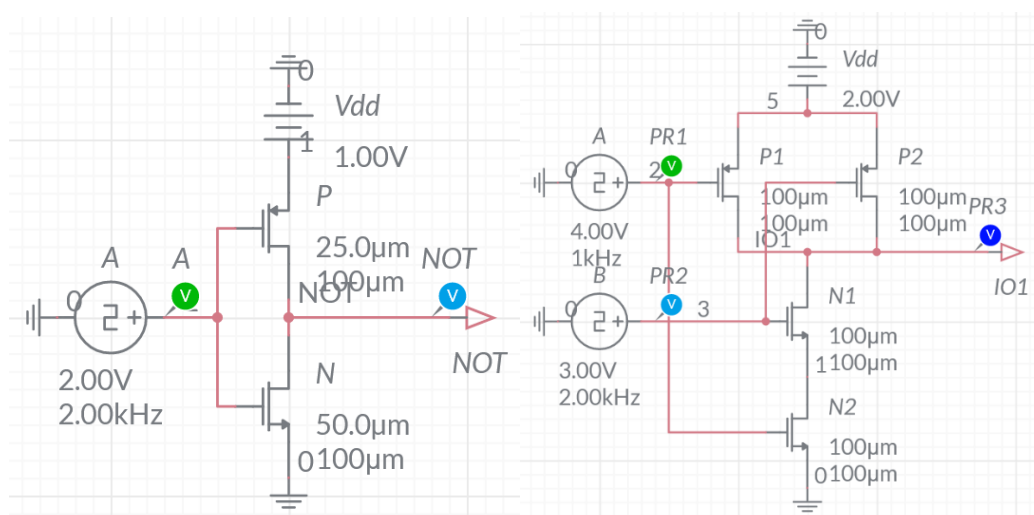 0
Vdd
1
1.00V
P
25.0μm
100μm
A
A
NOT
NOT
0
2.00V
2.00kHz
NOT
N
50.0μm
0
100μm
0
Vdd
5
2.00V
A
PR1
V
P1
P2
0
2
100μm
100μm
100μm
100μm
PR3
V
4.00V
1kHz
IO1
B
PR2
V
IO1
0
3
N1
100μm
1
100μm
3.00V
2.00kHz
N2
100μm
0
100μm
V
V